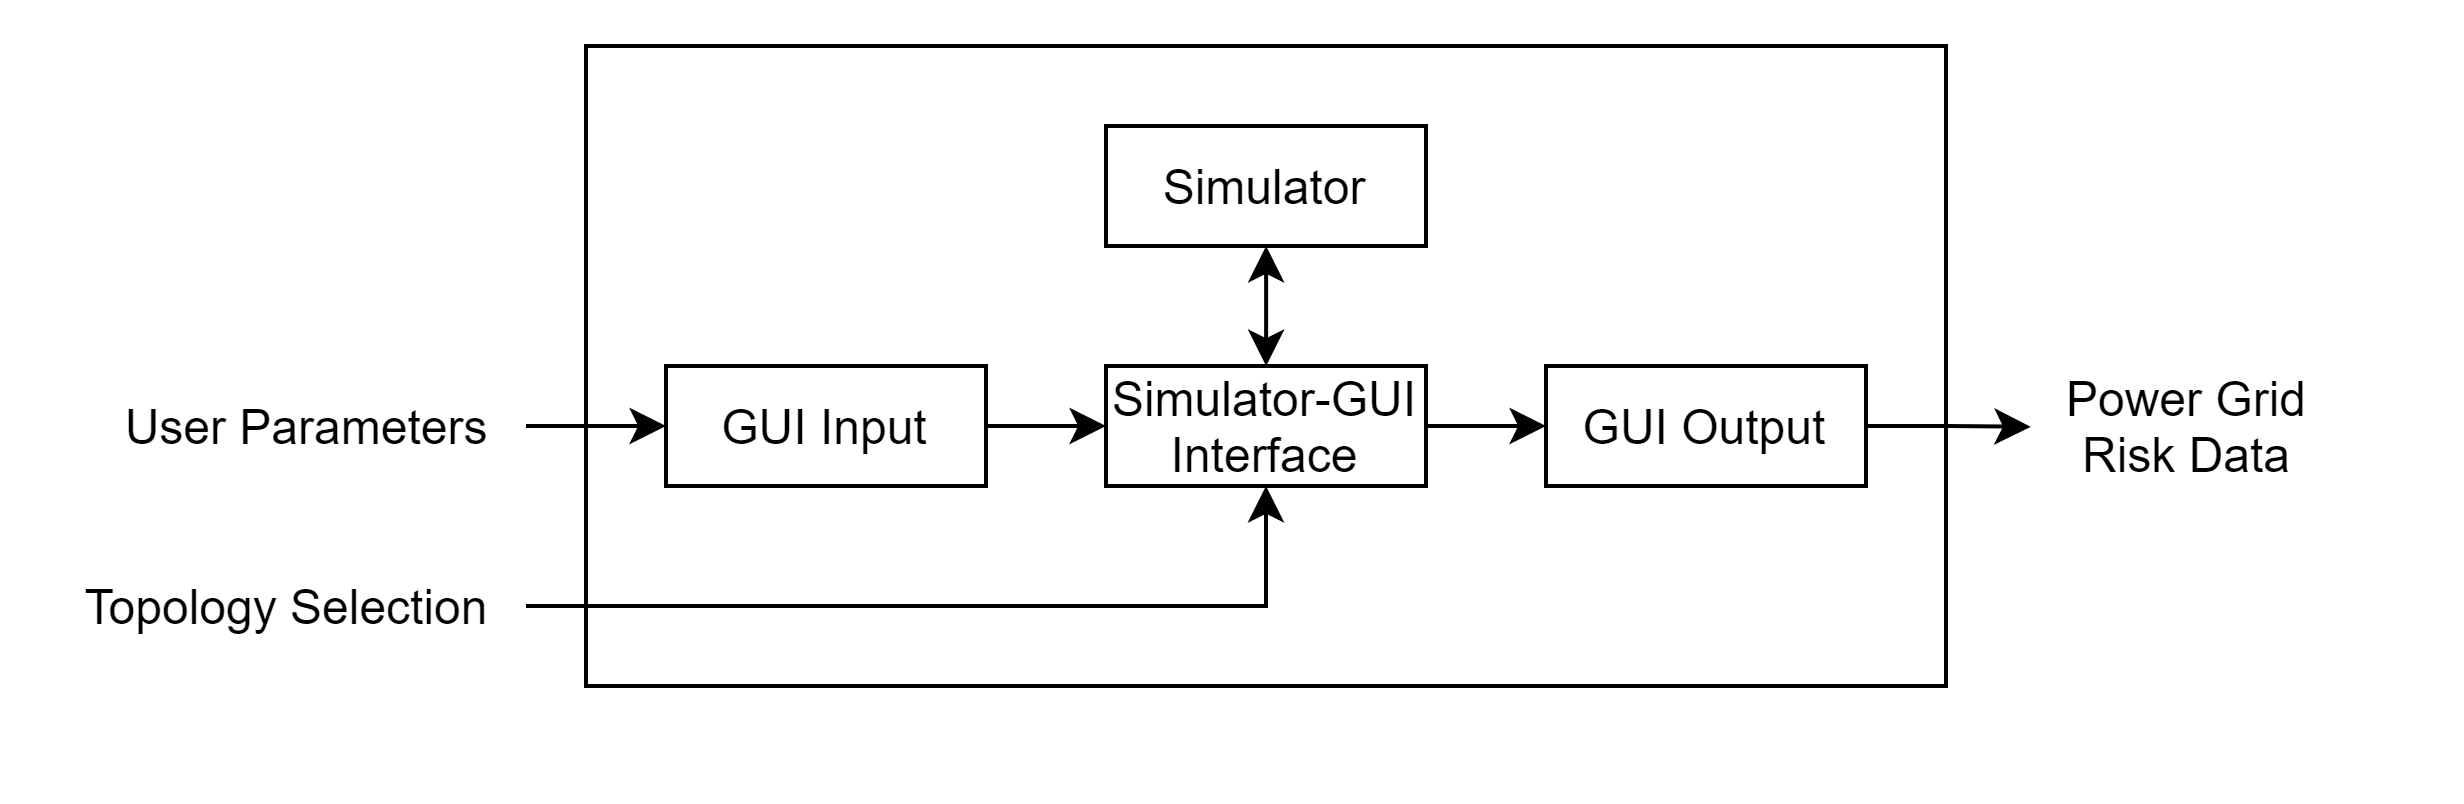 Simulator
User Parameters
GUI Input
Simulator-GUI
Interface
GUI Output
Power Grid
Risk Data
Topology Selection